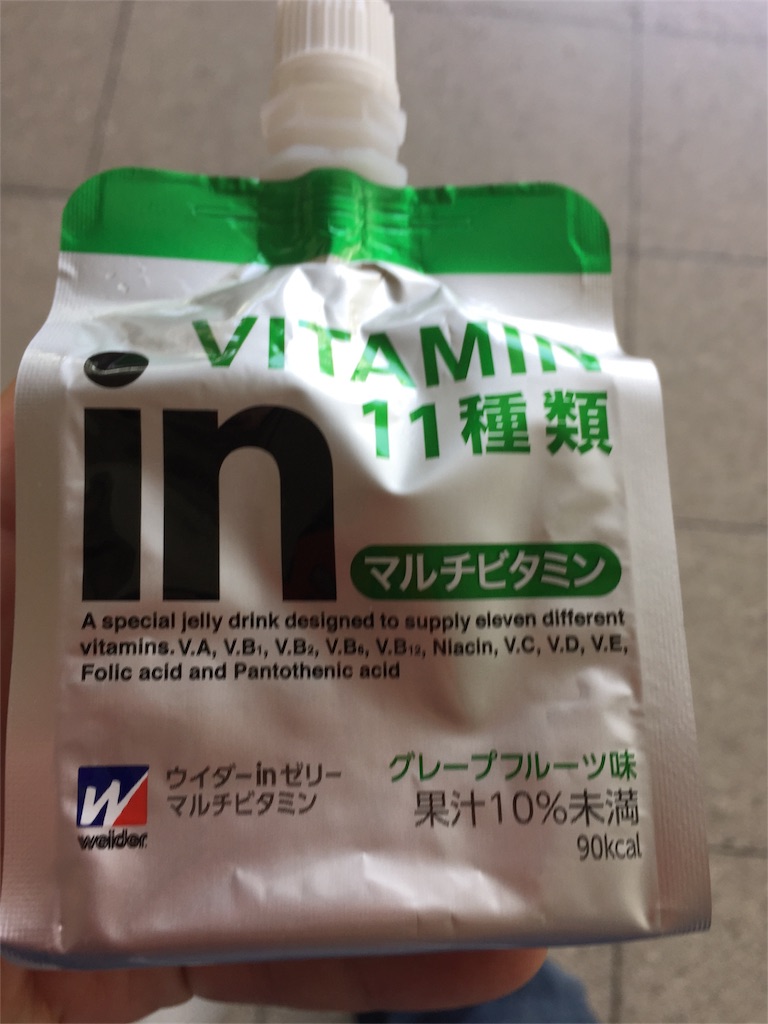 VITAMIN
in
11種類
マルチビタミン
A special jelly drink designed to supply eleven different
vitamins. V.A, V.B₁, V.B₂, V.B₆, V.B₁₂, Niacin, V.C, V.D, V.E,
Folic acid and Pantothenic acid
W
weider
ウイダーinゼリー
マルチビタミン
グレープフルーツ味
果汁10%未満
90kcal